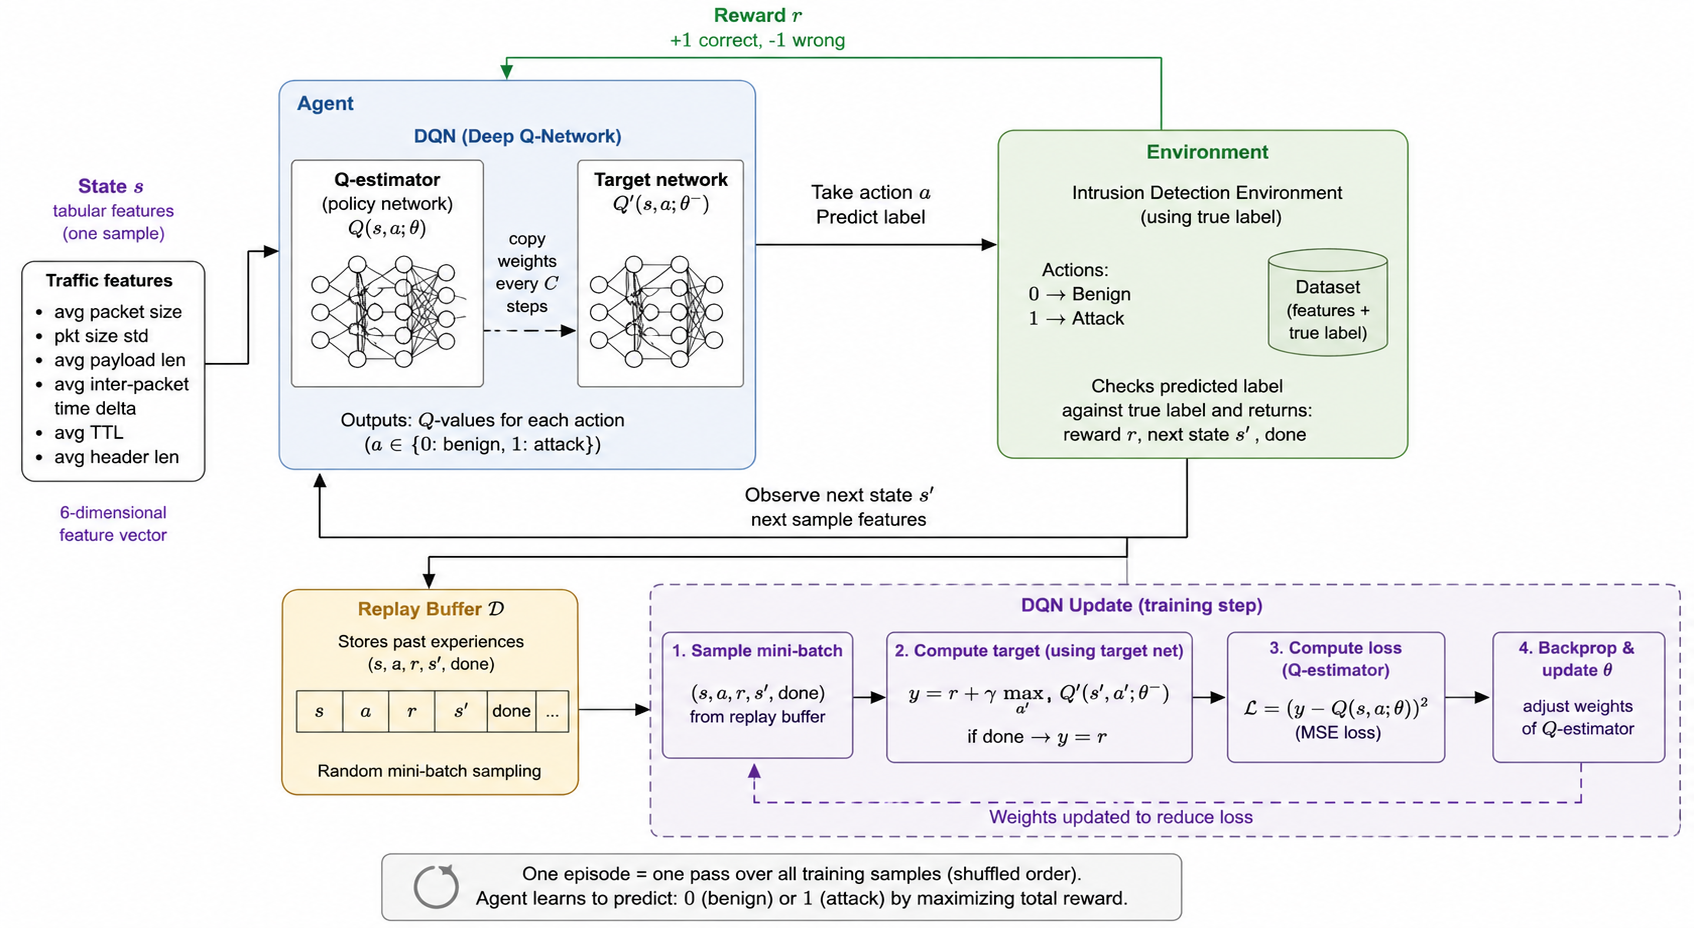 Reward r
+1 correct, -1 wrong
State s
tabular features
(one sample)
Traffic features
• avg packet size
• pkt size std
• avg payload len
• avg inter-packet
time delta
• avg TTL
• avg header len
6-dimensional
feature vector
Agent
DQN (Deep Q-Network)
Q-estimator
(policy network)
Q(s, a; θ)
copy
weights
every C
steps
Target network
Q′(s, a; θ⁻)
Outputs: Q-values for each action
(a ∈ {0: benign, 1: attack})
Take action a
Predict label
Environment
Intrusion Detection Environment
(using true label)
Actions:
0 → Benign
1 → Attack
Dataset
(features +
true label)
Checks predicted label
against true label and returns:
reward r, next state s′ , done
Observe next state s′
next sample features
Replay Buffer 𝒟
Stores past experiences
(s, a, r, s′, done)
s a r s′ done ...
Random mini-batch sampling
DQN Update (training step)
1. Sample mini-batch
(s, a, r, s′, done)
from replay buffer
2. Compute target (using target net)
y = r + γ max, Q′(s′, a′; θ⁻)
a′
if done → y = r
3. Compute loss
(Q-estimator)
ℒ = (y − Q(s, a; θ))²
(MSE loss)
4. Backprop &
update θ
adjust weights
of Q-estimator
Weights updated to reduce loss
One episode = one pass over all training samples (shuffled order).
Agent learns to predict: 0 (benign) or 1 (attack) by maximizing total reward.